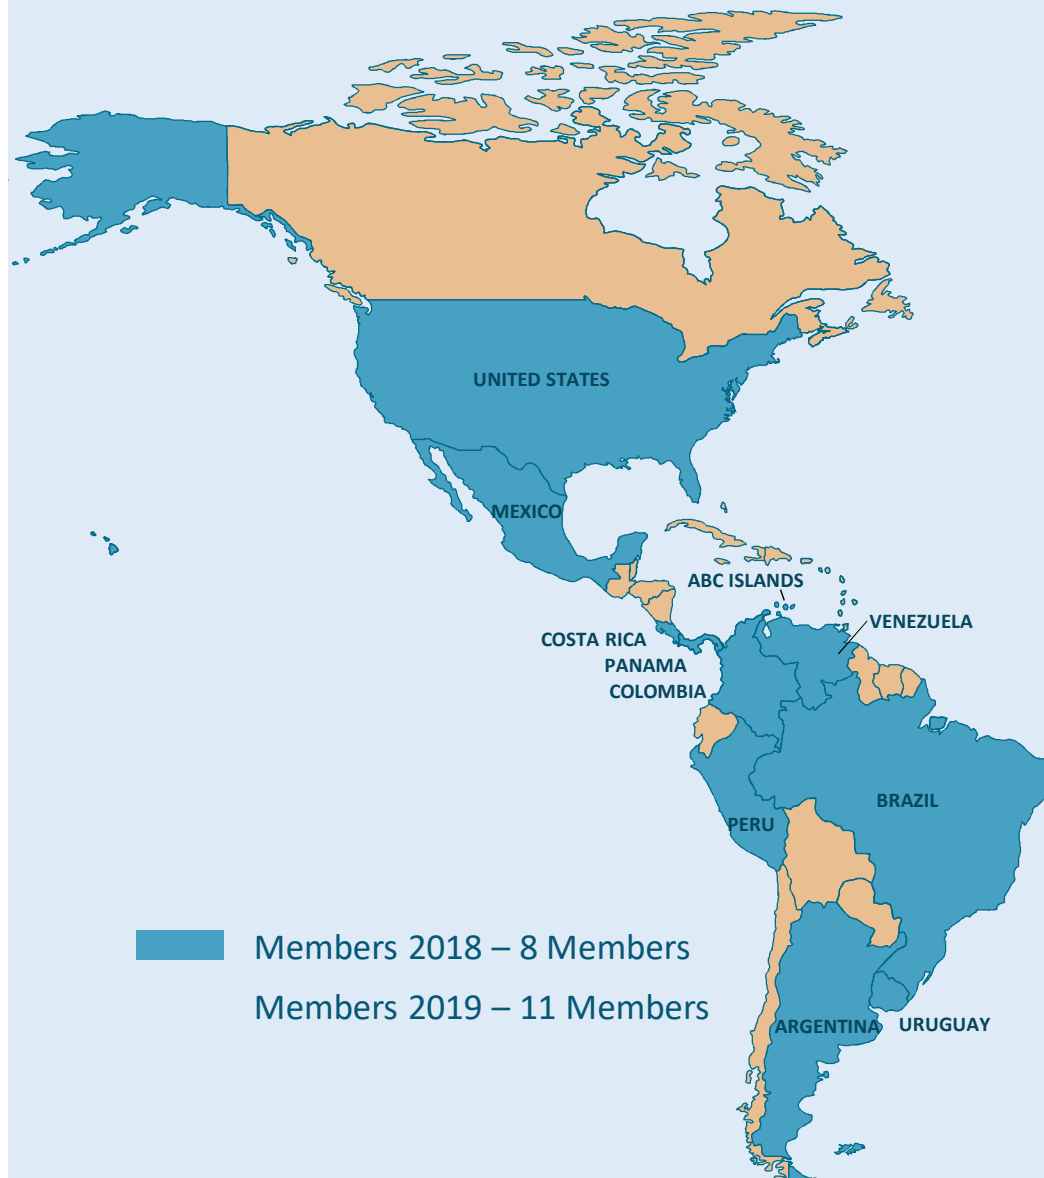 UNITED STATES
MEXICO
ABC ISLANDS
VENEZUELA
COSTA RICA
PANAMA
COLOMBIA
BRAZIL
PERU
Members 2018 – 8 Members
Members 2019 – 11 Members
ARGENTINA
URUGUAY